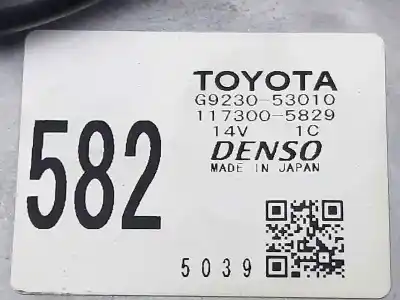 TOYOTA
G9230-53010
117300-5829
14V 1C
582
DENSO
MADE IN JAPAN
5039